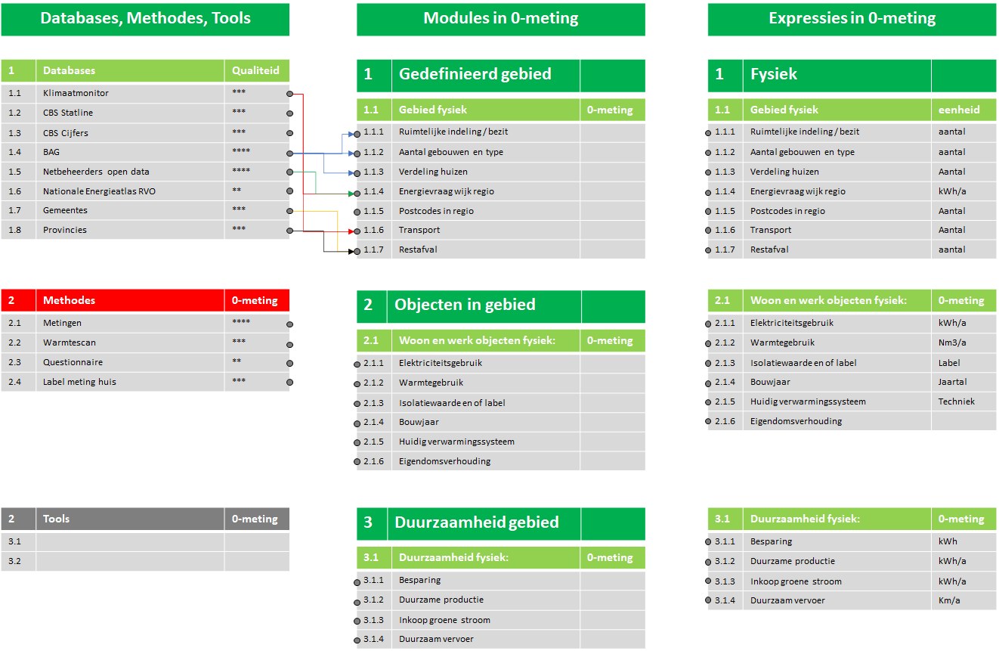 Databases, Methodes, Tools
1 Databases Qualiteid
1.1 Klimaatmonitor ***
1.2 CBS Statline ***
1.3 CBS Cijfers ***
1.4 BAG ****
1.5 Netbeheerders open data ****
1.6 Nationale Energieatlas RVO **
1.7 Gemeentes ***
1.8 Provincies ***
2 Methodes 0-meting
2.1 Metingen ****
2.2 Warmtescan ***
2.3 Questionnaire **
2.4 Label meting huis ***
2 Tools 0-meting
3.1
3.2
Modules in 0-meting
1 Gedefinieerd gebied
1.1 Gebied fysiek 0-meting
1.1.1 Ruimtelijke indeling / bezit
1.1.2 Aantal gebouwen en type
1.1.3 Verdeling huizen
1.1.4 Energievraag wijk regio
1.1.5 Postcodes in regio
1.1.6 Transport
1.1.7 Restafval
2 Objecten in gebied
2.1 Woon en werk objecten fysiek: 0-meting
2.1.1 Elektriciteitsgebruik
2.1.2 Warmtegebruik
2.1.3 Isolatiewaarde en of label
2.1.4 Bouwjaar
2.1.5 Huidig verwarmingssysteem
2.1.6 Eigendomsverhouding
3 Duurzaamheid gebied
3.1 Duurzaamheid fysiek: 0-meting
3.1.1 Besparing
3.1.2 Duurzame productie
3.1.3 Inkoop groene stroom
3.1.4 Duurzaam vervoer
Expressies in 0-meting
1 Fysiek
1.1 Gebied fysiek eenheid
1.1.1 Ruimtelijke indeling / bezit aantal
1.1.2 Aantal gebouwen en type aantal
1.1.3 Verdeling huizen Aantal
1.1.4 Energievraag wijk regio kWh/a
1.1.5 Postcodes in regio Aantal
1.1.6 Transport Aantal
1.1.7 Restafval aantal
2.1 Woon en werk objecten fysiek: 0-meting
2.1.1 Elektriciteitsgebruik kWh/a
2.1.2 Warmtegebruik Nm3/a
2.1.3 Isolatiewaarde en of label Label
2.1.4 Bouwjaar Jaartal
2.1.5 Huidig verwarmingssysteem Techniek
2.1.6 Eigendomsverhouding
3.1 Duurzaamheid fysiek: 0-meting
3.1.1 Besparing kWh
3.1.2 Duurzame productie kWh/a
3.1.3 Inkoop groene stroom kWh/a
3.1.4 Duurzaam vervoer Km/a